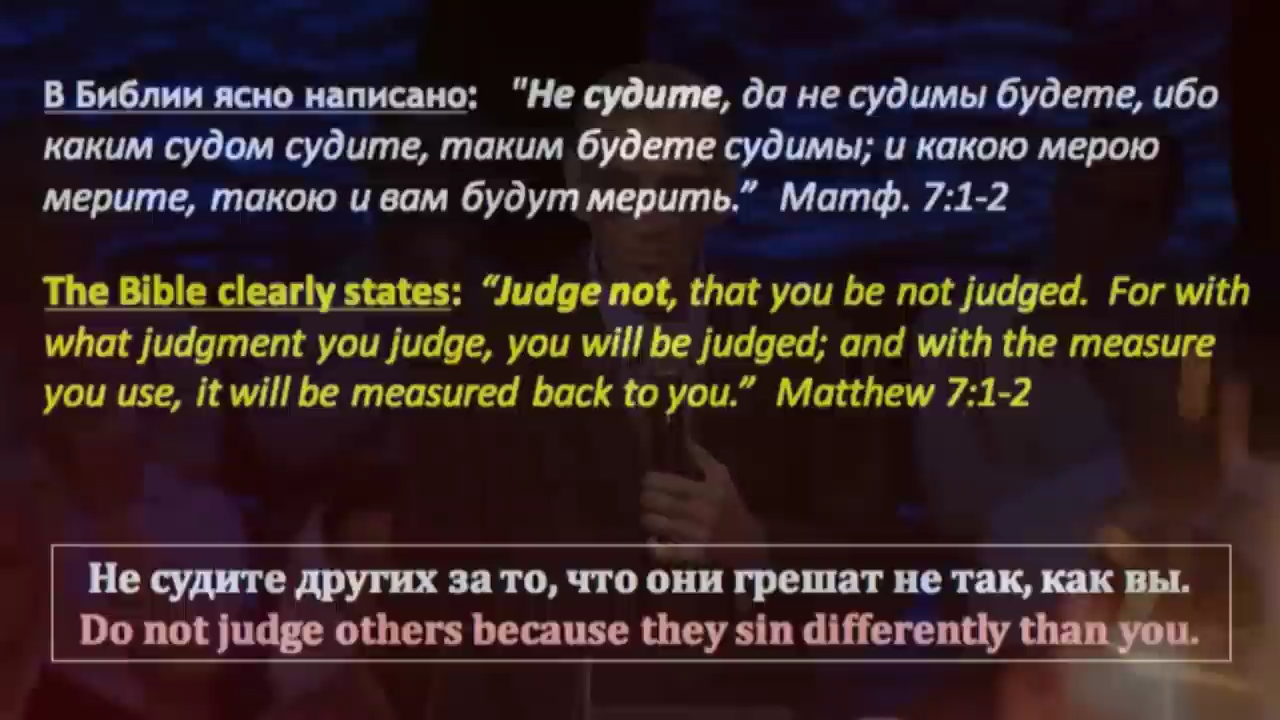 В Библии ясно написано: "Не судите, да не судимы будете, ибо
каким судом судите, таким будете судимы; и какою мерою
мерите, такою и вам будут мерить.” Матф. 7:1-2
The Bible clearly states: “Judge not, that you be not judged. For with
what judgment you judge, you will be judged; and with the measure
you use, it will be measured back to you.” Matthew 7:1-2
Не судите других за то, что они грешат не так, как вы.
Do not judge others because they sin differently than you.